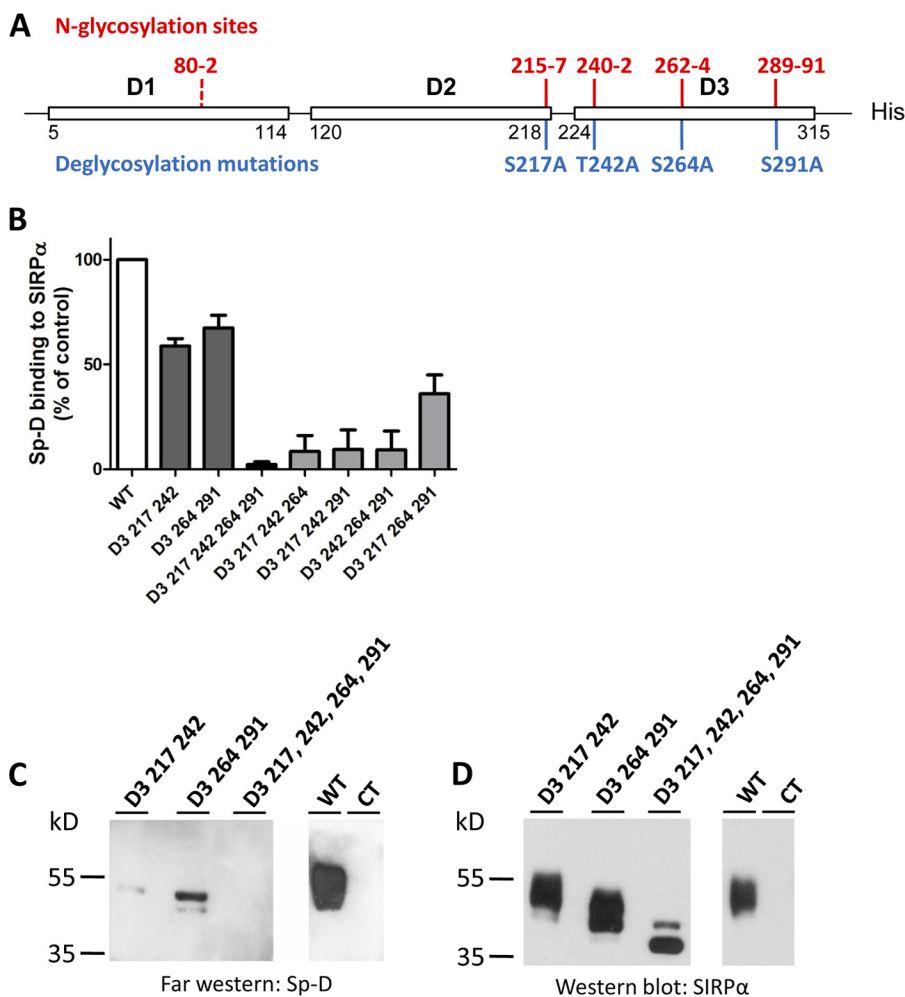 A
N-glycosylation sites
80-2 215-7 240-2 262-4 289-91
D1 D2 D3
His
5 114 120 218 224 315
Deglycosylation mutations S217A T242A S264A S291A
B
Sp-D binding to SIRPα
(% of control)
100
50
0
WT
D3 217 242
D3 264 291
D3 217 242 264 291
D3 217 242 264
D3 217 242 291
D3 242 264 291
D3 217 264 291
C
D3 217 242
D3 264 291
D3 217, 242, 264, 291
WT
CT
kD
55
35
Far western: Sp-D
D
D3 217 242
D3 264 291
D3 217, 242, 264, 291
WT
CT
kD
55
35
Western blot: SIRPα